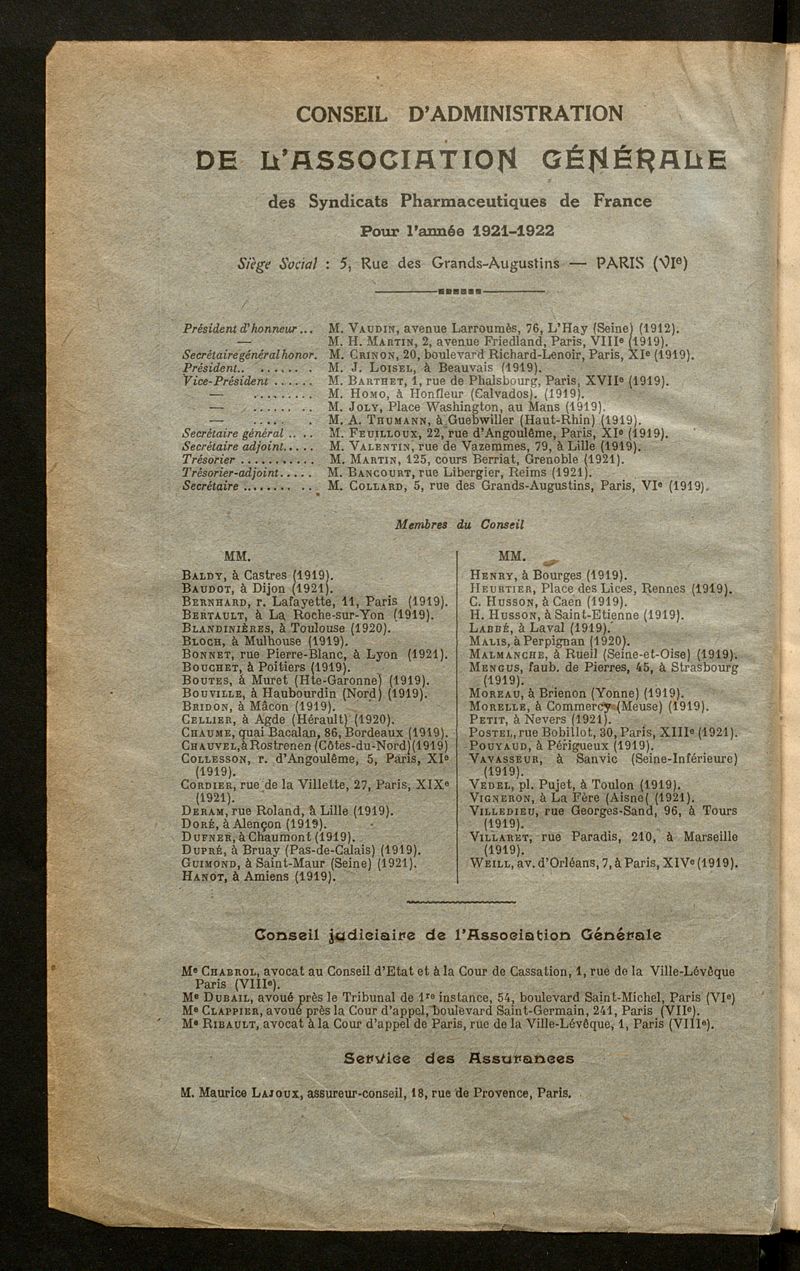 CONSEIL D'ADMINISTRATION
DE L'ASSOCIATION GÉNÉRALE
des Syndicats Pharmaceutiques de France
Pour l'année 1921-1922
Siège Social : 5, Rue des Grands-Augustins — PARIS (VIe)
Président d'honneur... M. VAUDIN, avenue Larroumès, 76, L'Hay (Seine) (1912).
— M. H. MARTIN, 2, avenue Friedland, Paris, VIIIe (1919).
Secrétaire général honor. M. CRINON, 20, boulevard Richard-Lenoir, Paris, XIe (1919).
Président......... M. J. LOISEL, à Beauvais (1919).
Vice-Président ...... M. BARTHET, 1, rue de Phalsbourg, Paris, XVIIe (1919).
— ......... M. HOMO, à Honfleur (Calvados). (1919).
— ......... M. JOLY, Place Washington, au Mans (1919).
— ...... M. A. THUMANN, à Guebwiller (Haut-Rhin) (1919).
Secrétaire général .. .. M. FEUILLOUX, 22, rue d'Angoulême, Paris, XIe (1919).
Secrétaire adjoint..... M. VALENTIN, rue de Vazemmes, 79, à Lille (1919).
Trésorier ........... M. MARTIN, 125, cours Berriat, Grenoble (1921).
Trésorier-adjoint..... M. BANCOURT, rue Libergier, Reims (1921).
Secrétaire .......... M. COLLARD, 5, rue des Grands-Augustins, Paris, VIe (1919).
Membres du Conseil
MM.
BALDY, à Castres (1919).
BAUDOT, à Dijon (1921).
BERNHARD, r. Lafayette, 11, Paris (1919).
BERTAULT, à La Roche-sur-Yon (1919).
BLANDINIÈRES, à Toulouse (1920).
BLOCH, à Mulhouse (1919).
BONNET, rue Pierre-Blanc, à Lyon (1921).
BOUCHET, à Poitiers (1919).
BOUTES, à Muret (Hte-Garonne) (1919).
BOUVILLE, à Haubourdin (Nord) (1919).
BRIDON, à Mâcon (1919).
CELLIER, à Agde (Hérault) (1920).
CHAUME, quai Bacalan, 86, Bordeaux (1919).
CHAUVEL, à Rostrenen (Côtes-du-Nord) (1919)
COLLESSON, r. d'Angoulême, 5, Paris, XIe
(1919).
CORDIER, rue de la Villette, 27, Paris, XIXe
(1921).
DERAM, rue Roland, à Lille (1919).
DORÉ, à Alençon (1919).
DUFNER, à Chaumont (1919).
DUPRÉ, à Bruay (Pas-de-Calais) (1919).
GUIMOND, à Saint-Maur (Seine) (1921).
HANOT, à Amiens (1919).
MM.
HENRY, à Bourges (1919).
HEURTIER, Place des Lices, Rennes (1919).
C. HUSSON, à Caen (1919).
H. HUSSON, à Saint-Etienne (1919).
LABBÉ, à Laval (1919).
MALIS, à Perpignan (1920).
MALMANCHE, à Rueil (Seine-et-Oise) (1919).
MENGUS, faub. de Pierres, 45, à Strasbourg
(1919).
MOREAU, à Brienon (Yonne) (1919).
MORELLE, à Commercy (Meuse) (1919).
PETIT, à Nevers (1921).
POSTEL, rue Bobillot, 30, Paris, XIIIe (1921).
POUYAUD, à Périgueux (1919).
VAVASSEUR, à Sanvic (Seine-Inférieure)
(1919).
VEDEL, pl. Pujet, à Toulon (1919).
VIGNERON, à La Fère (Aisne( (1921).
VILLEDIEU, rue Georges-Sand, 96, à Tours
(1919).
VILLARET, rue Paradis, 210, à Marseille
(1919).
WEILL, av. d'Orléans, 7, à Paris, XIVe (1919).
Conseil judiciaire de l'Association Générale
Me CHABROL, avocat au Conseil d'Etat et à la Cour de Cassation, 1, rue de la Ville-Lévêque
Paris (VIIIe).
Me DUBAIL, avoué près le Tribunal de 1re instance, 54, boulevard Saint-Michel, Paris (VIe)
Me CLAPPIER, avoué près la Cour d'appel, boulevard Saint-Germain, 241, Paris (VIIe).
Me RIBAULT, avocat à la Cour d'appel de Paris, rue de la Ville-Lévêque, 1, Paris (VIIIe).
Service des Assurances
M. Maurice LAJOUX, assureur-conseil, 18, rue de Provence, Paris.